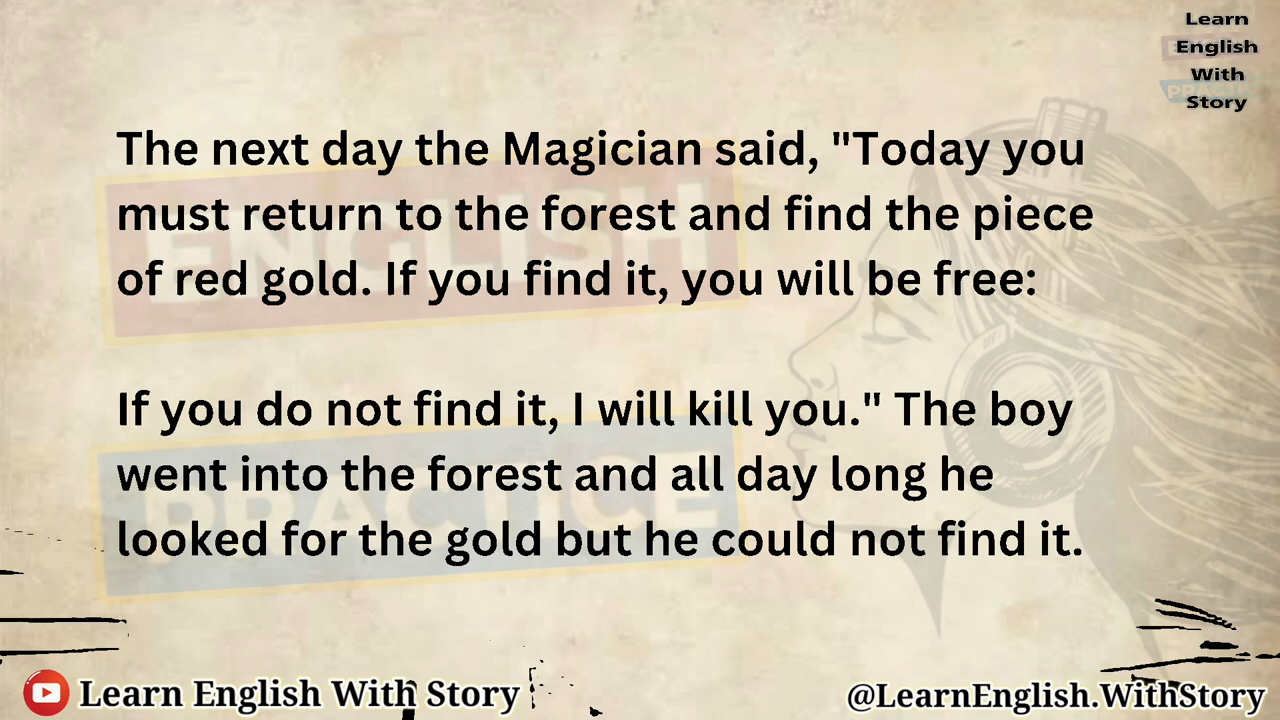 Learn
English
With
Story
The next day the Magician said, "Today you
must return to the forest and find the piece
of red gold. If you find it, you will be free:
If you do not find it, I will kill you." The boy
went into the forest and all day long he
looked for the gold but he could not find it.
ENGLISH
PRACTICE
Learn English With Story
@LearnEnglish.WithStory